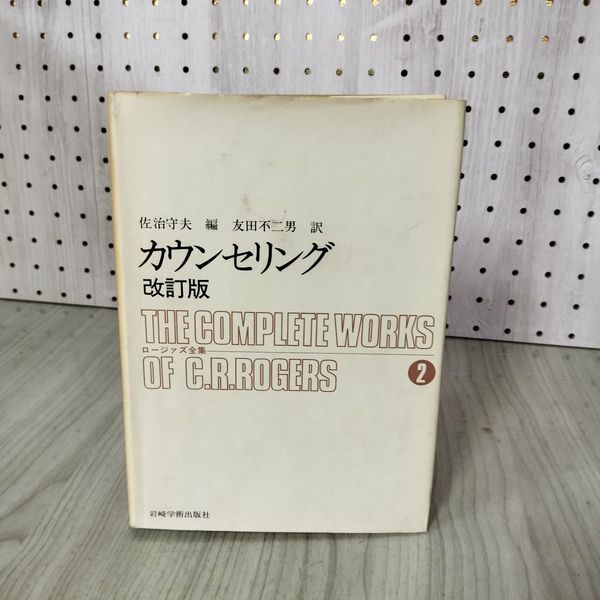 佐治守夫 編 友田不二男 訳
カウンセリング
改訂版
THE COMPLETE WORKS
ロージァズ全集
OF C.R.ROGERS
2
岩崎学術出版社